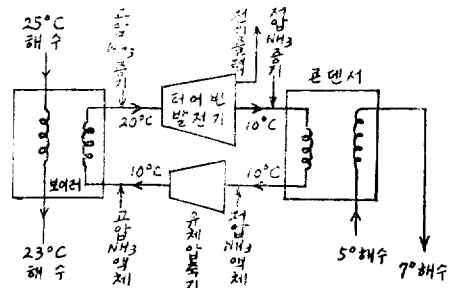 25°C
해수
고압 NH3 증기
전기출력
저압 NH3 증기
콘덴서
터어빈
발전기
20°C
10°C
보이러
10°C
10°C
23°C
해수
고압 NH3 액체
유체압축기
저압 NH3 액체
5° 해수
7° 해수